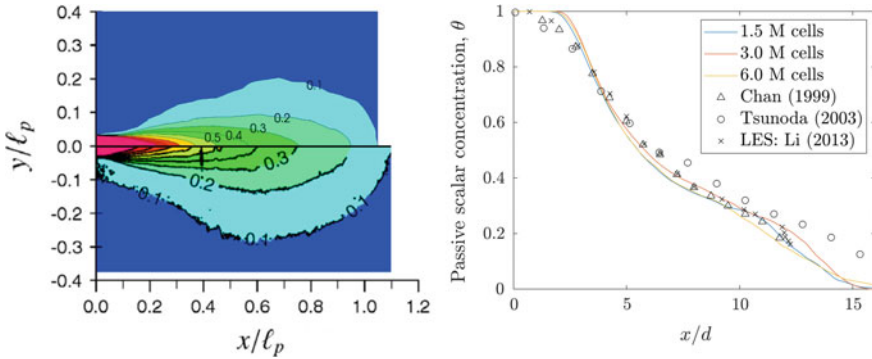 0.4
0.3
0.2
0.1
0.0
-0.1
-0.2
-0.3
-0.4
y/ℓp
0.0 0.2 0.4 0.6 0.8 1.0 1.2
x/ℓp
0.1
0.2
0.3
0.4
0.5
0.3
0.2
0.1
0.1
0.1
1
0.8
0.6
0.4
0.2
0
Passive scalar concentration, θ
0 5 10 15
x/d
1.5 M cells
3.0 M cells
6.0 M cells
Chan (1999)
Tsunoda (2003)
LES: Li (2013)